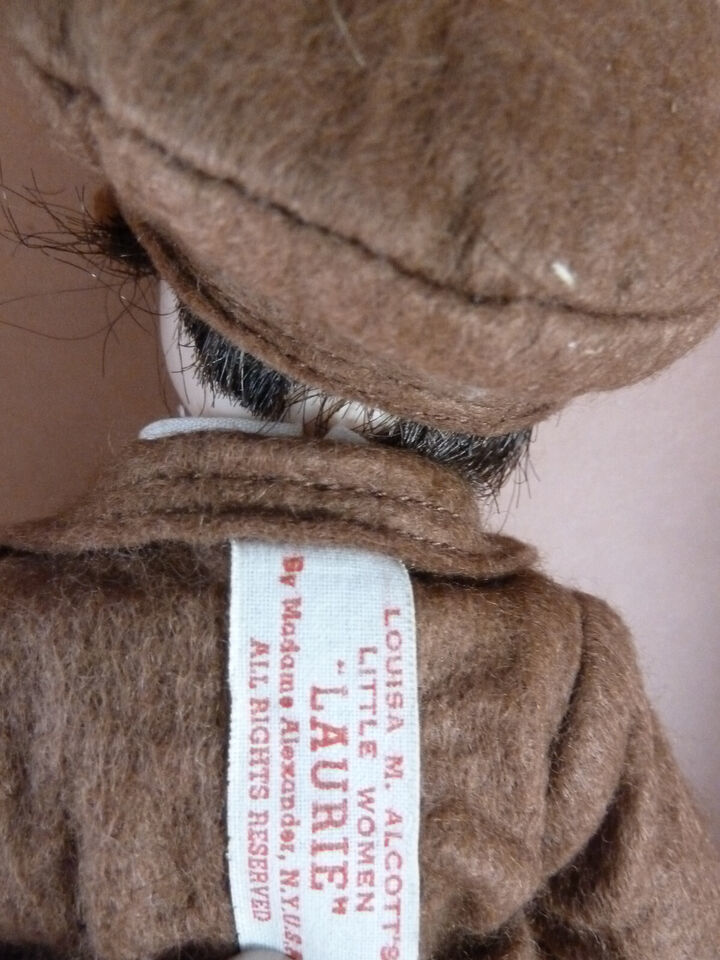 LOUISA M. ALCOTT'S
LITTLE WOMEN
"LAURIE"
By Madame Alexander, N.Y. U.S.A.
ALL RIGHTS RESERVED